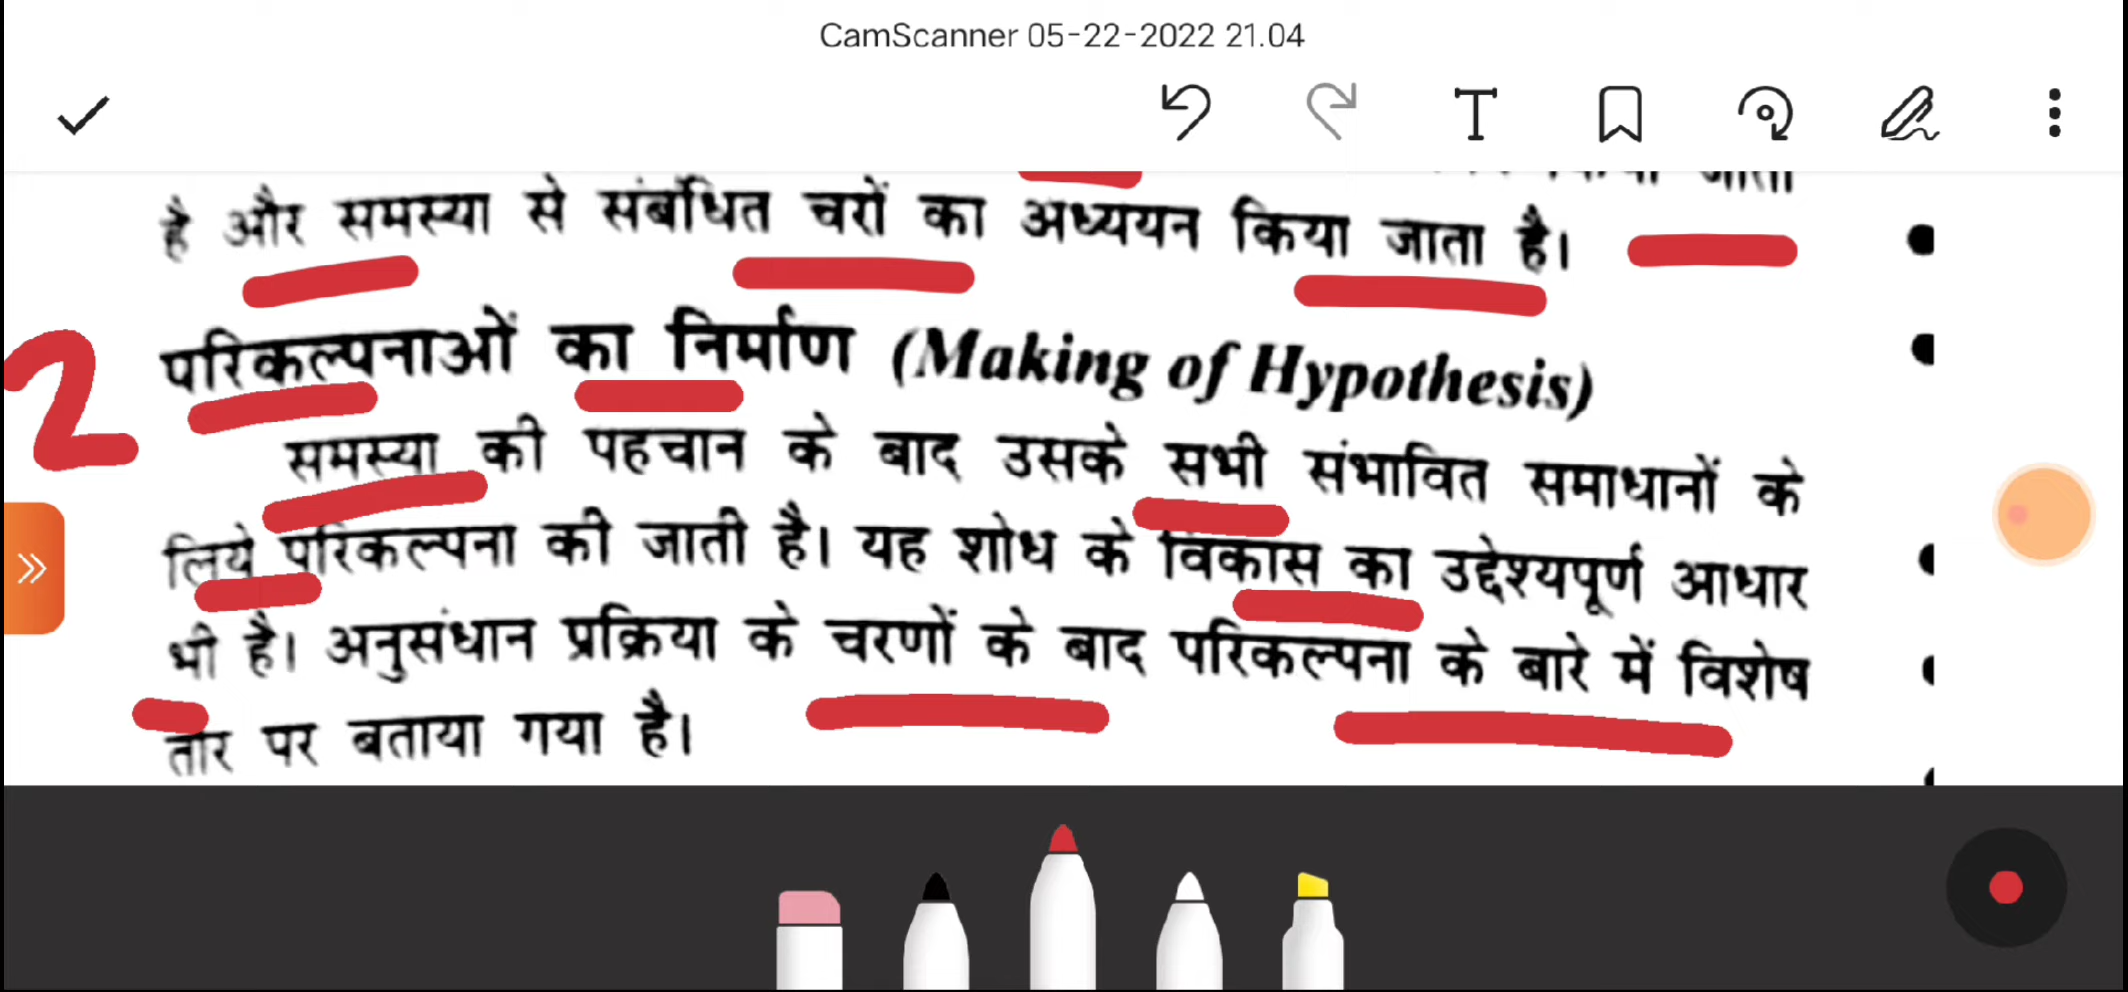 CamScanner 05-22-2022 21.04
T
जाता
है और समस्या से संबंधित चरों का अध्ययन किया जाता है।
2
परिकल्पनाओं का निर्माण (Making of Hypothesis)
समस्या की पहचान के बाद उसके सभी संभावित समाधानों के
लिये परिकल्पना की जाती है। यह शोध के विकास का उद्देश्यपूर्ण आधार
भी है। अनुसंधान प्रक्रिया के चरणों के बाद परिकल्पना के बारे में विशेष
तौर पर बताया गया है।